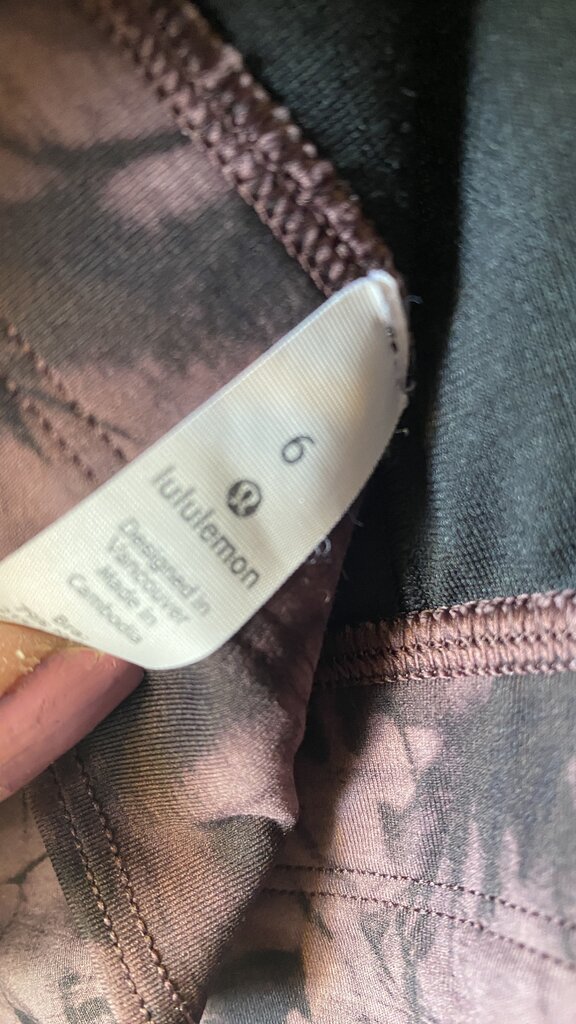 6
lululemon
Designed in
Vancouver
Made in
Cambodia